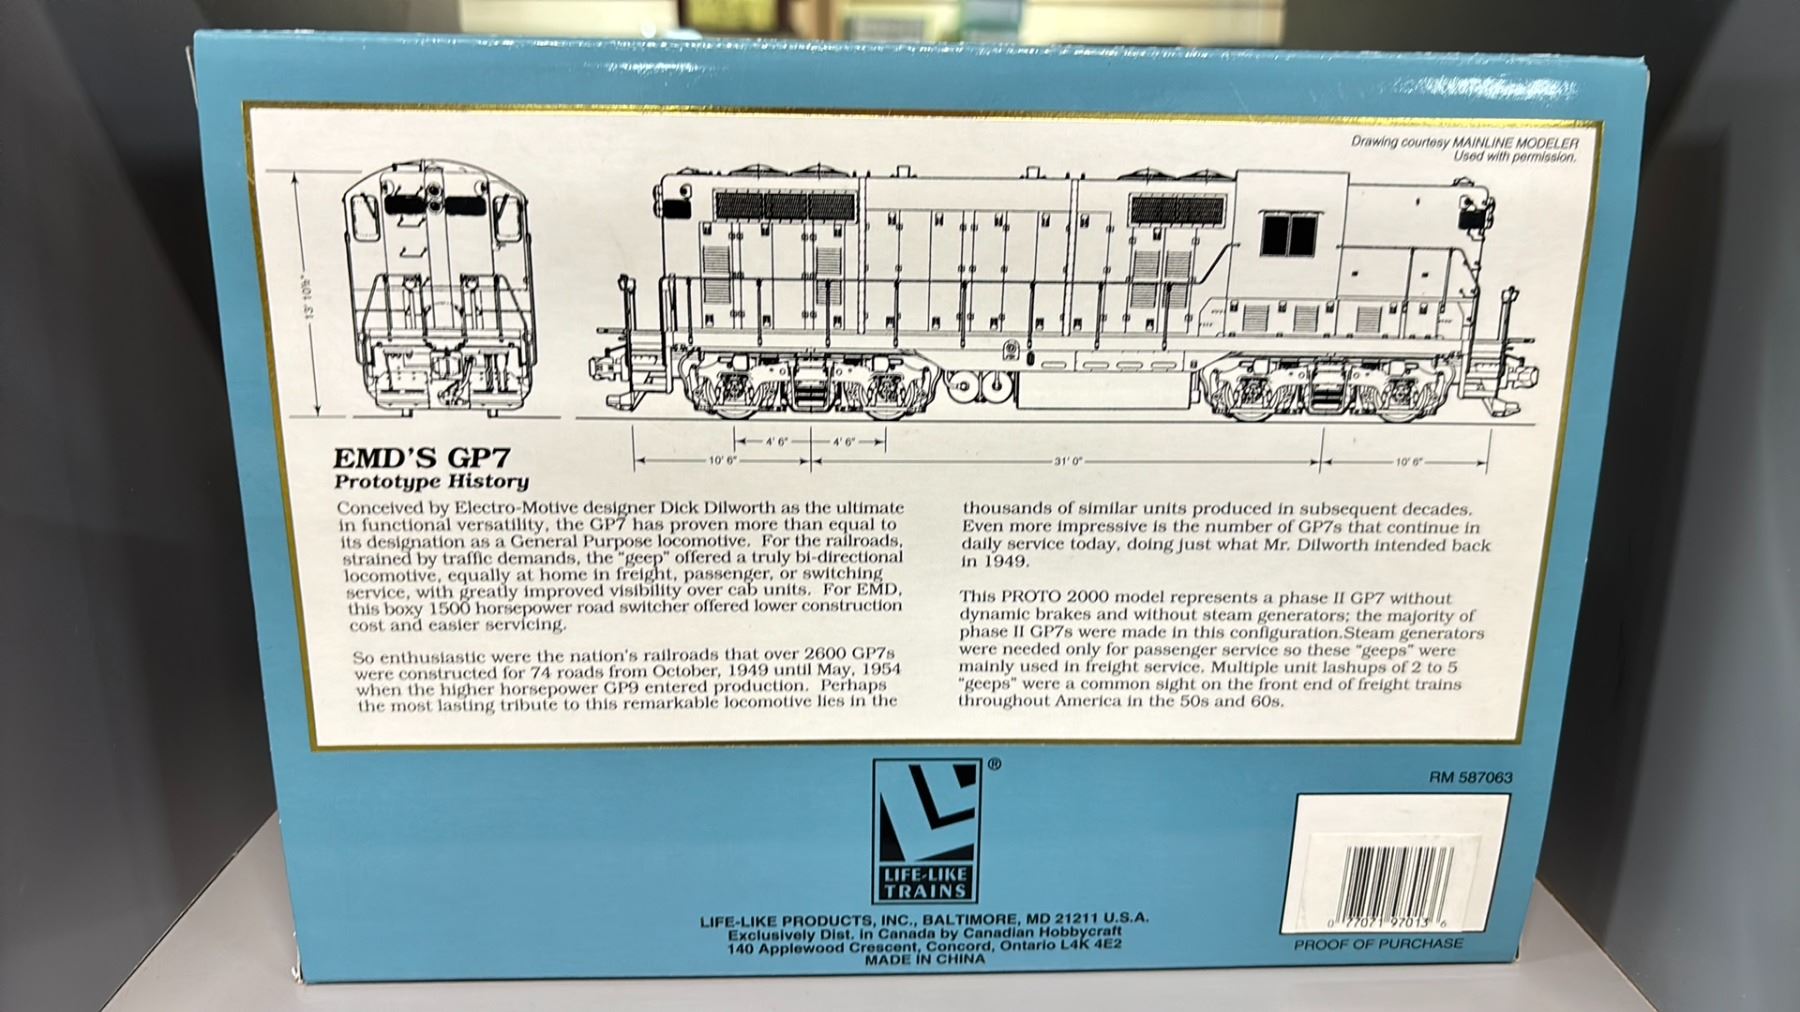 Drawing courtesy MAINLINE MODELER
Used with permission.
13' 10½"
4' 6"
4' 6"
10' 6"
31' 0"
10' 6"
EMD'S GP7
Prototype History
Conceived by Electro-Motive designer Dick Dilworth as the ultimate
in functional versatility, the GP7 has proven more than equal to
its designation as a General Purpose locomotive. For the railroads,
strained by traffic demands, the "geep" offered a truly bi-directional
locomotive, equally at home in freight, passenger, or switching
service, with greatly improved visibility over cab units. For EMD,
this boxy 1500 horsepower road switcher offered lower construction
cost and easier servicing.
So enthusiastic were the nation's railroads that over 2600 GP7s
were constructed for 74 roads from October, 1949 until May, 1954
when the higher horsepower GP9 entered production. Perhaps
the most lasting tribute to this remarkable locomotive lies in the
thousands of similar units produced in subsequent decades.
Even more impressive is the number of GP7s that continue in
daily service today, doing just what Mr. Dilworth intended back
in 1949.
This PROTO 2000 model represents a phase II GP7 without
dynamic brakes and without steam generators; the majority of
phase II GP7s were made in this configuration.Steam generators
were needed only for passenger service so these "geeps" were
mainly used in freight service. Multiple unit lashups of 2 to 5
"geeps" were a common sight on the front end of freight trains
throughout America in the 50s and 60s.
®
LIFE-LIKE
TRAINS
LIFE-LIKE PRODUCTS, INC., BALTIMORE, MD 21211 U.S.A.
Exclusively Dist. in Canada by Canadian Hobbycraft
140 Applewood Crescent, Concord, Ontario L4K 4E2
MADE IN CHINA
RM 587063
0 77071 97013 6
PROOF OF PURCHASE